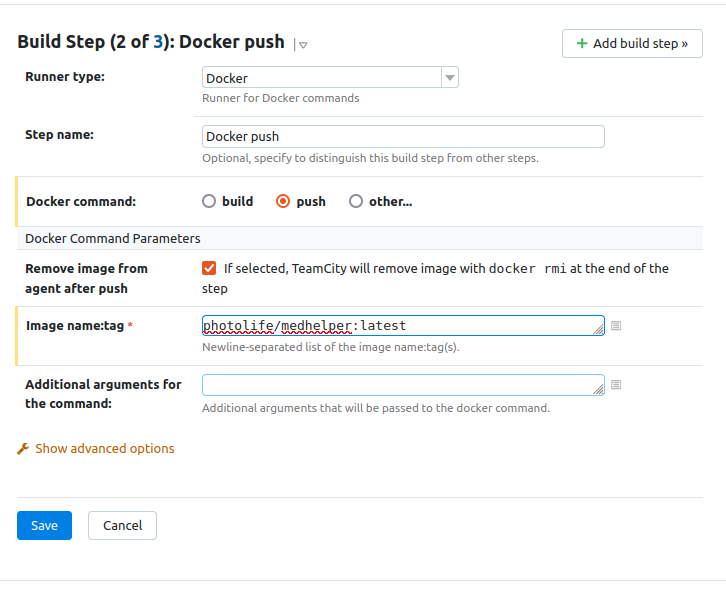 Build Step (2 of 3): Docker push
+ Add build step »
Runner type:
Docker
Runner for Docker commands
Step name:
Docker push
Optional, specify to distinguish this build step from other steps.
Docker command:
build
push
other...
Docker Command Parameters
Remove image from
agent after push
If selected, TeamCity will remove image with docker rmi at the end of the
step
Image name:tag *
photolife/medhelper:latest
Newline-separated list of the image name:tag(s).
Additional arguments for
the command:
Additional arguments that will be passed to the docker command.
Show advanced options
Save
Cancel